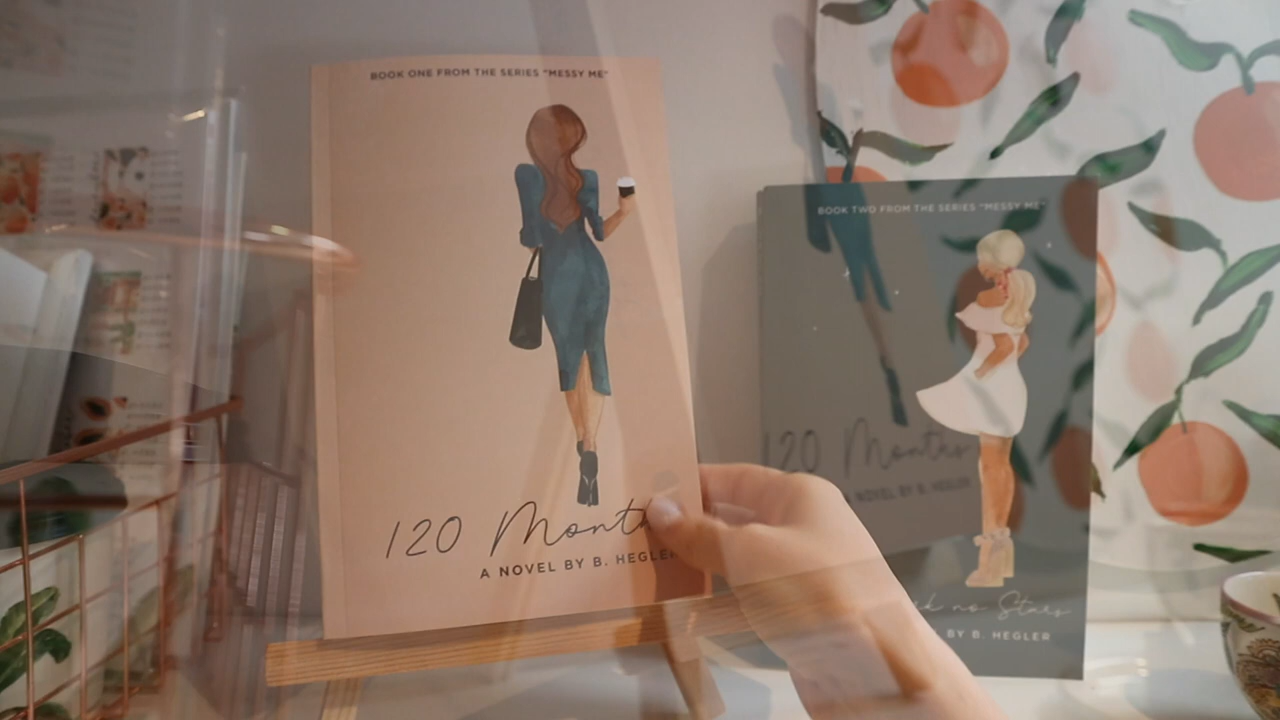 BOOK ONE FROM THE SERIES "MESSY ME"
120 Month
A NOVEL BY B. HEGLER
BOOK TWO FROM THE SERIES "MESSY ME"
120 Months
A NOVEL BY B. HEGLER
no Stars
BY B. HEGLER